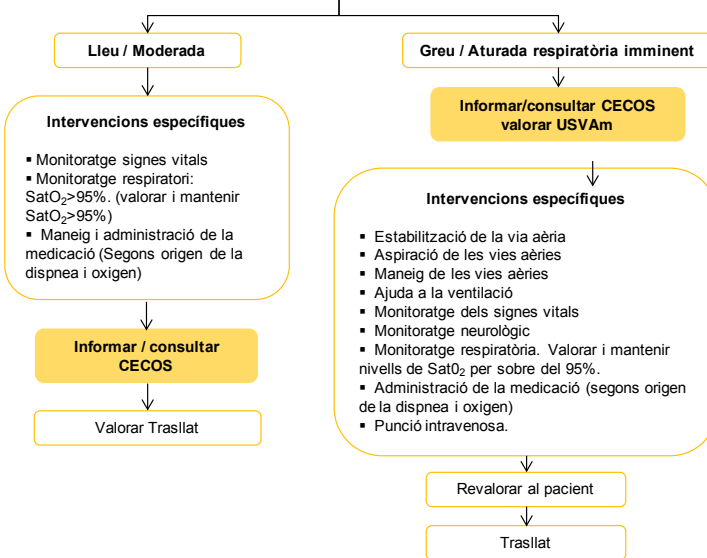 Lleu / Moderada
Intervencions específiques
▪ Monitoratge signes vitals
▪ Monitoratge respiratori:
SatO₂>95%. (valorar i mantenir
SatO₂>95%)
▪ Maneig i administració de la
medicació (Segons origen de la
dispnea i oxigen)
Informar / consultar
CECOS
Valorar Trasllat
Greu / Aturada respiratòria imminent
Informar/consultar CECOS
valorar USVAm
Intervencions específiques
▪ Estabilització de la via aèria
▪ Aspiració de les vies aèries
▪ Maneig de les vies aèries
▪ Ajuda a la ventilació
▪ Monitoratge dels signes vitals
▪ Monitoratge neurològic
▪ Monitoratge respiratòria. Valorar i mantenir
nivells de Sat0₂ per sobre del 95%.
▪ Administració de la medicació (segons origen
de la dispnea i oxigen)
▪ Punció intravenosa.
Revalorar al pacient
Trasllat